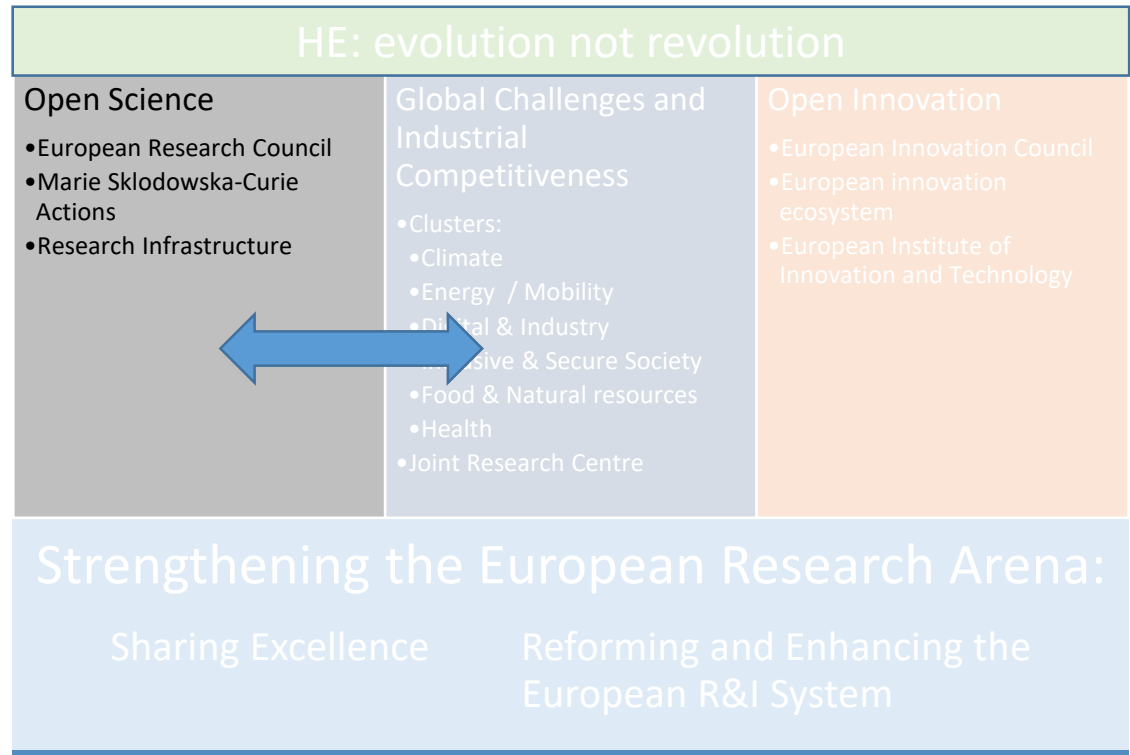 HE: evolution not revolution
Open Science
•European Research Council
•Marie Sklodowska-Curie
Actions
•Research Infrastructure
Global Challenges and
Industrial
Competitiveness
•Clusters:
•Climate
•Energy / Mobility
•Digital & Industry
& Secure Society
•Food & Natural resources
•Health
•Joint Research Centre
Open Innovation
•European Innovation Council
•European innovation
ecosystem
•European Institute of
Innovation and Technology
Strengthening the European Research Arena:
Sharing Excellence
Reforming and Enhancing the
European R&I System